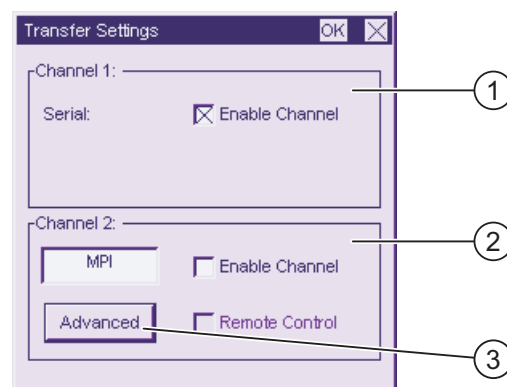 Transfer Settings OK
Channel 1:
Serial: Enable Channel
1
Channel 2:
MPI Enable Channel
2
Advanced Remote Control
3